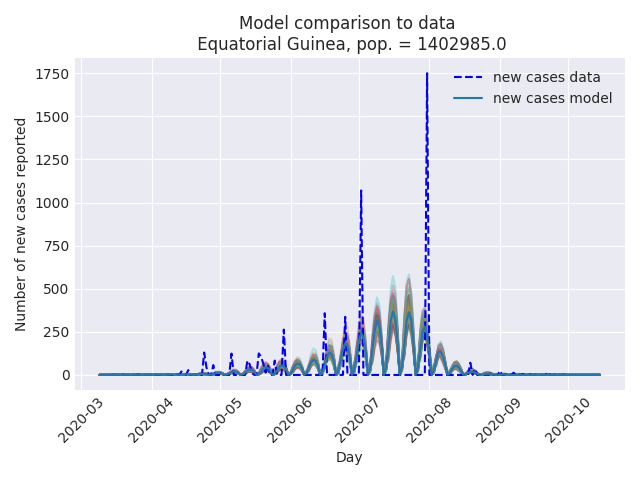 Model comparison to data
Equatorial Guinea, pop. = 1402985.0
new cases data
new cases model
Number of new cases reported
1750
1500
1250
1000
750
500
250
0
2020-03
2020-04
2020-05
2020-06
2020-07
2020-08
2020-09
2020-10
Day